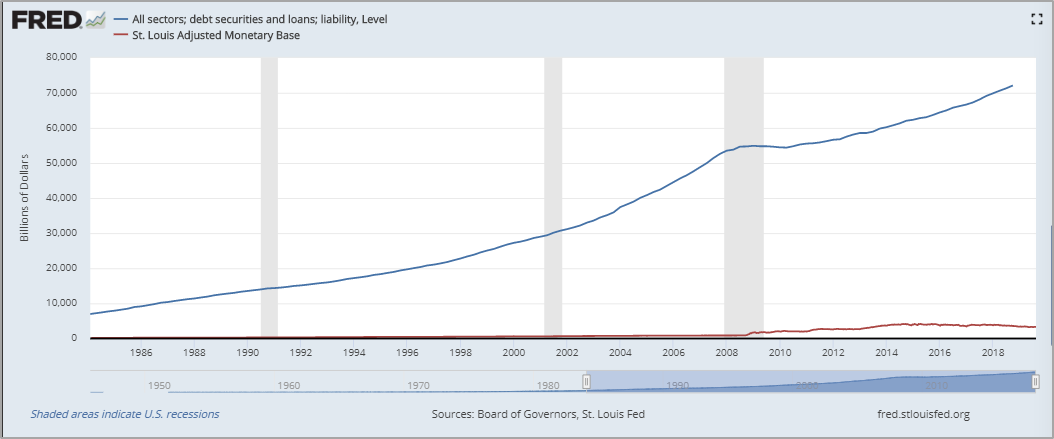 FRED
All sectors; debt securities and loans; liability, Level
St. Louis Adjusted Monetary Base
Billions of Dollars
80,000
70,000
60,000
50,000
40,000
30,000
20,000
10,000
0
1986 1988 1990 1992 1994 1996 1998 2000 2002 2004 2006 2008 2010 2012 2014 2016 2018
1950 1960 1970 1980 1990 2000 2010
Shaded areas indicate U.S. recessions
Sources: Board of Governors, St. Louis Fed
fred.stlouisfed.org